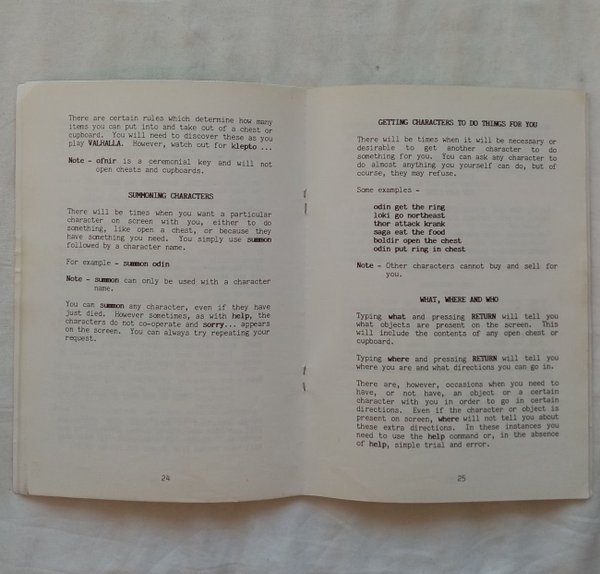 There are certain rules which determine how many
items you can put into and take out of a chest or
cupboard. You will need to discover these as you
play VALHALLA. However, watch out for klepto ...
Note - ofnir is a ceremonial key and will not
open chests and cupboards.
SUMMONING CHARACTERS
There will be times when you want a particular
character on screen with you, either to do
something, like open a chest, or because they
have something you need. You simply use summon
followed by a character name.
For example - summon odin
Note - summon can only be used with a character
name.
You can summon any character, even if they have
just died. However sometimes, as with help, the
characters do not co-operate and sorry... appears
on the screen. You can always try repeating your
request.
24
GETTING CHARACTERS TO DO THINGS FOR YOU
There will be times when it will be necessary or
desirable to get another character to do
something for you. You can ask any character to
do almost anything you yourself can do, but of
course, they may refuse.
Some examples -
odin get the ring
loki go northeast
thor attack krank
saga eat the food
boldir open the chest
odin put ring in chest
Note - Other characters cannot buy and sell for
you.
WHAT, WHERE AND WHO
Typing what and pressing RETURN will tell you
what objects are present on the screen. This
will include the contents of any open chest or
cupboard.
Typing where and pressing RETURN will tell you
where you are and what directions you can go in.
There are, however, occasions when you need to
have, or not have, an object or a certain
character with you in order to go in certain
directions. Even if the character or object is
present on screen, where will not tell you about
these extra directions. In these instances you
need to use the help command or, in the absence
of help, simple trial and error.
25